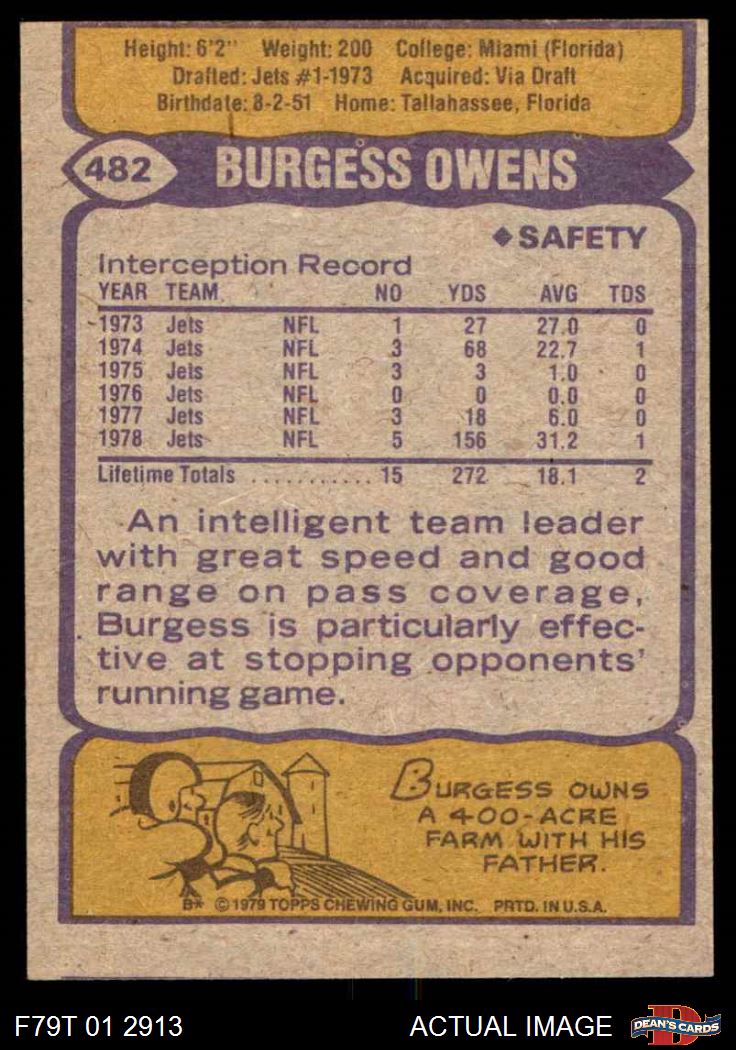 Height: 6'2" Weight: 200 College: Miami (Florida)
Drafted: Jets #1-1973 Acquired: Via Draft
Birthdate: 8-2-51 Home: Tallahassee, Florida
482 BURGESS OWENS
◆ SAFETY
Interception Record
YEAR TEAM NO YDS AVG TDS
1973 Jets NFL 1 27 27.0 0
1974 Jets NFL 3 68 22.7 1
1975 Jets NFL 3 3 1.0 0
1976 Jets NFL 0 0 0.0 0
1977 Jets NFL 3 18 6.0 0
1978 Jets NFL 5 156 31.2 1
Lifetime Totals ........... 15 272 18.1 2
An intelligent team leader
with great speed and good
range on pass coverage,
Burgess is particularly effec-
tive at stopping opponents'
running game.
BURGESS OWNS
A 400-ACRE
FARM WITH HIS
FATHER.
B* © 1979 TOPPS CHEWING GUM, INC. PRTD. IN U.S.A.
F79T 01 2913 ACTUAL IMAGE D DEAN'S CARDS